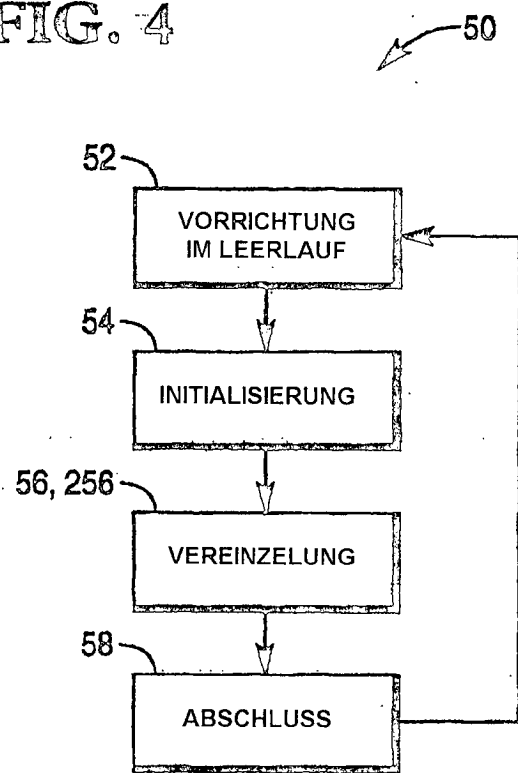 FIG. 4
50
52
VORRICHTUNG
IM LEERLAUF
54
INITIALISIERUNG
56, 256
VEREINZELUNG
58
ABSCHLUSS